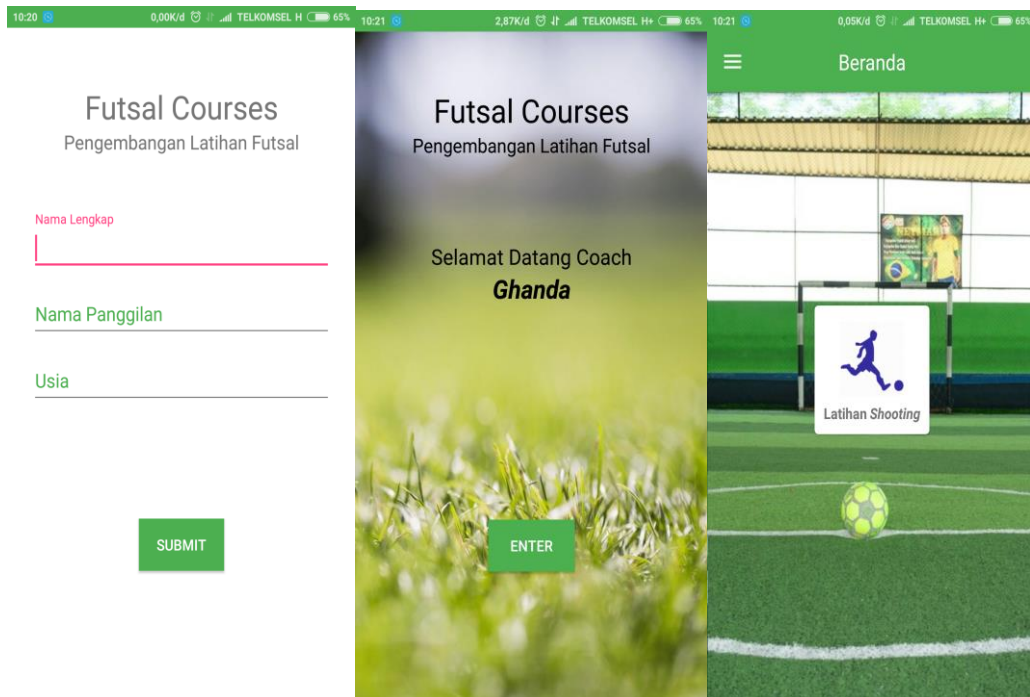 10:20 0,00K/d TELKOMSEL H 65%
Futsal Courses
Pengembangan Latihan Futsal
Nama Lengkap
Nama Panggilan
Usia
SUBMIT
10:21 2,87K/d TELKOMSEL H+ 65%
Futsal Courses
Pengembangan Latihan Futsal
Selamat Datang Coach
Ghanda
ENTER
10:21 0,05K/d TELKOMSEL H+ 65%
Beranda
Latihan Shooting